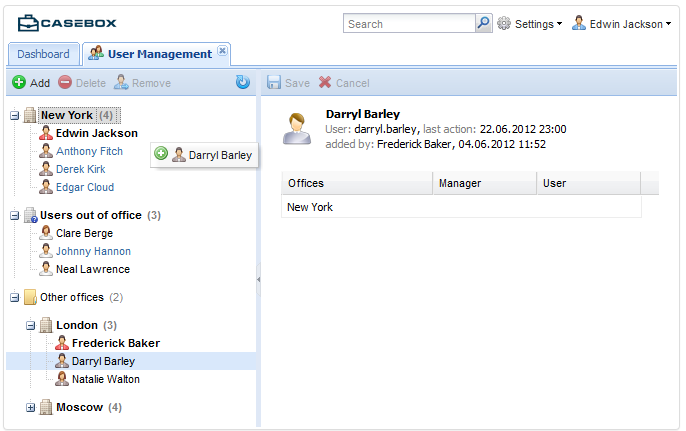 CASEBOX
Search
Settings
Edwin Jackson
Dashboard
User Management
Add Delete Remove
Save Cancel
New York (4)
Edwin Jackson
Anthony Fitch
Derek Kirk
Edgar Cloud
Darryl Barley
Users out of office (3)
Clare Berge
Johnny Hannon
Neal Lawrence
Other offices (2)
London (3)
Frederick Baker
Darryl Barley
Natalie Walton
Moscow (4)
Darryl Barley
User: darryl.barley, last action: 22.06.2012 23:00
added by: Frederick Baker, 04.06.2012 11:52
Offices Manager User
New York